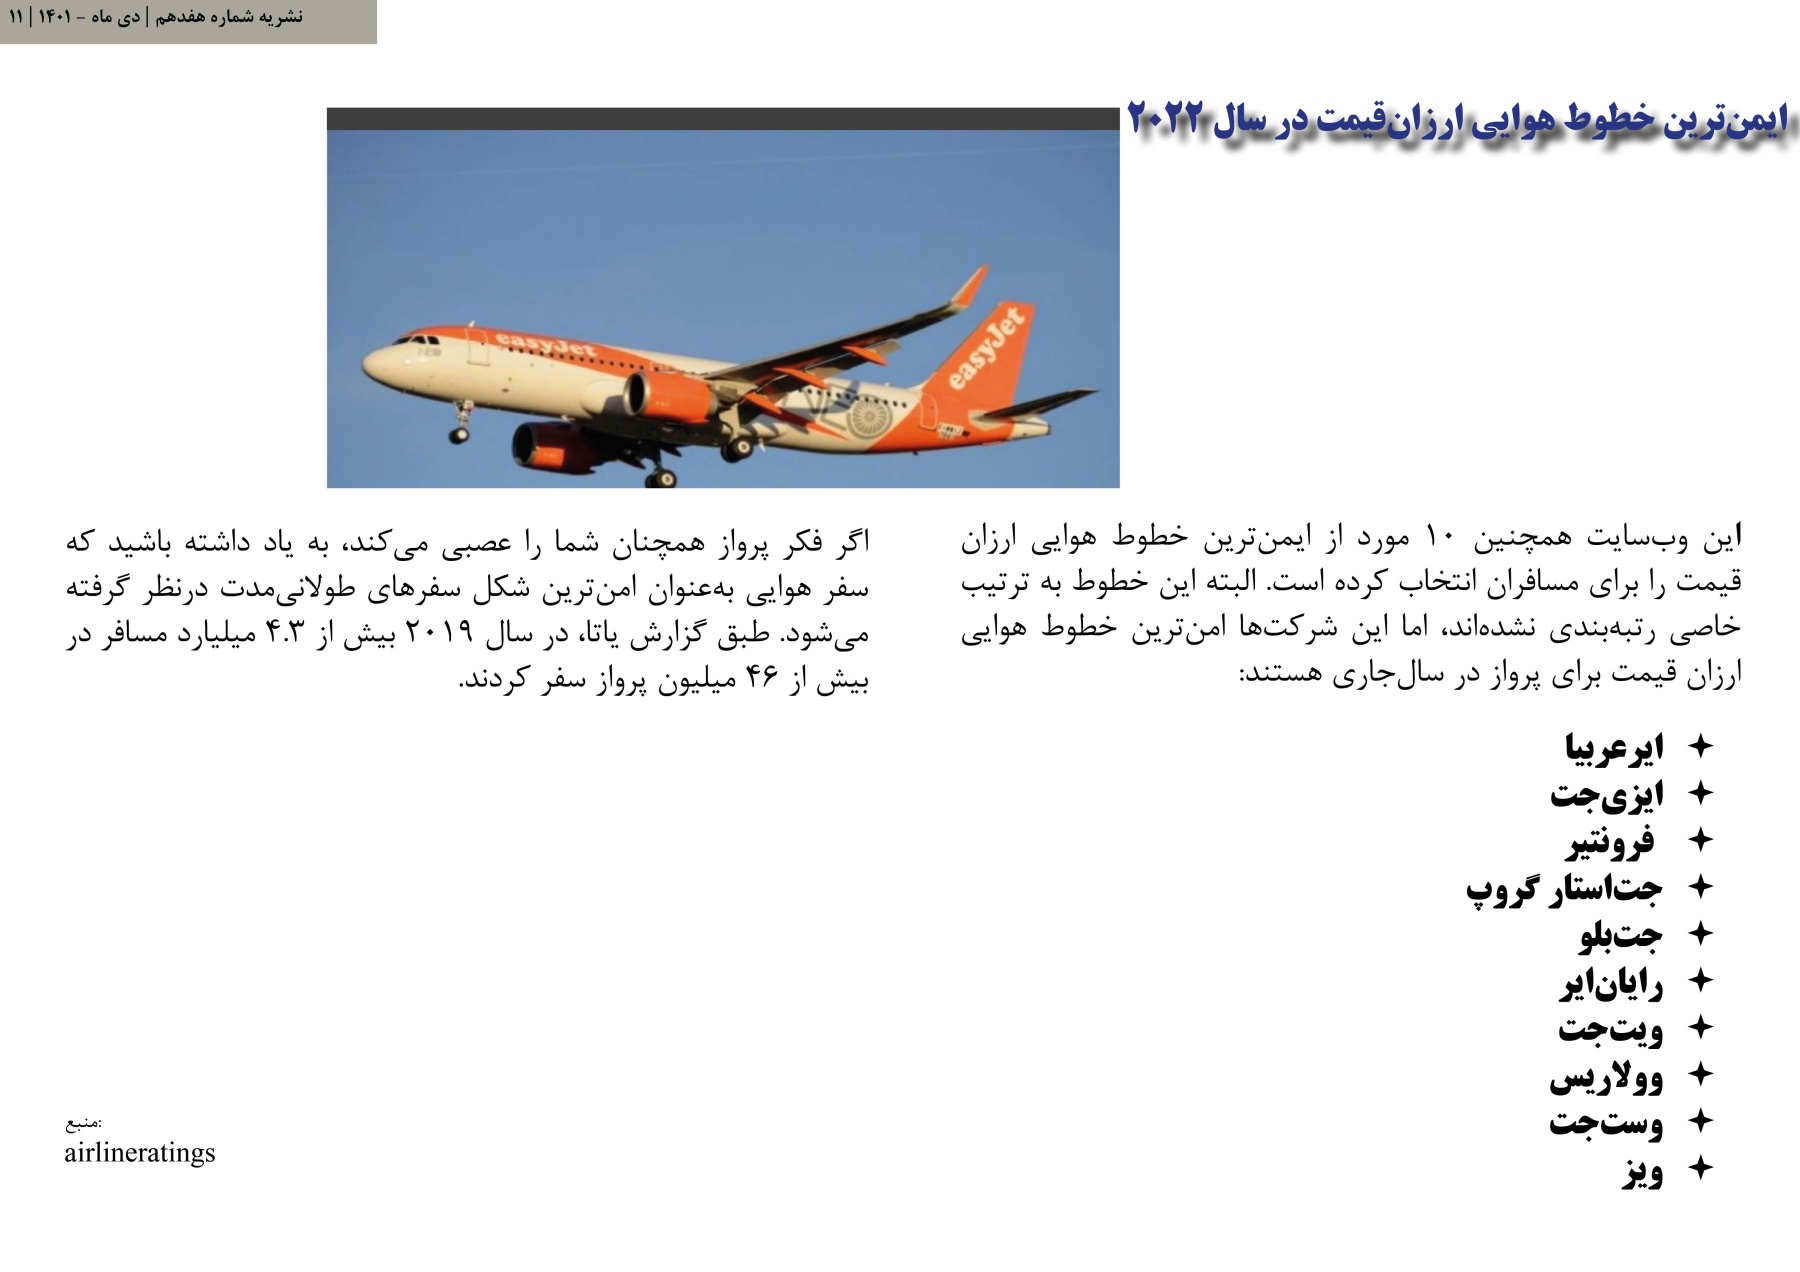 نشریه شماره هفدهم | دی ماه - ۱۴۰۱ | ۱۱
ایمن‌ترین خطوط هوایی ارزان‌قیمت در سال ۲۰۲۲
easyJet
easyJet
NEO
این وب‌سایت همچنین ۱۰ مورد از ایمن‌ترین خطوط هوایی ارزان
قیمت را برای مسافران انتخاب کرده است. البته این خطوط به ترتیب
خاصی رتبه‌بندی نشده‌اند، اما این شرکت‌ها امن‌ترین خطوط هوایی
ارزان قیمت برای پرواز در سال‌جاری هستند:
✦ ایرعربیا
✦ ایزی‌جت
✦ فرونتیر
✦ جت‌استار گروپ
✦ جت‌بلو
✦ رایان‌ایر
✦ ویت‌جت
✦ وولاریس
✦ وست‌جت
✦ ویز
اگر فکر پرواز همچنان شما را عصبی می‌کند، به یاد داشته باشید که
سفر هوایی به‌عنوان امن‌ترین شکل سفرهای طولانی‌مدت درنظر گرفته
می‌شود. طبق گزارش یاتا، در سال ۲۰۱۹ بیش از ۴.۳ میلیارد مسافر در
بیش از ۴۶ میلیون پرواز سفر کردند.
منبع:
airlineratings